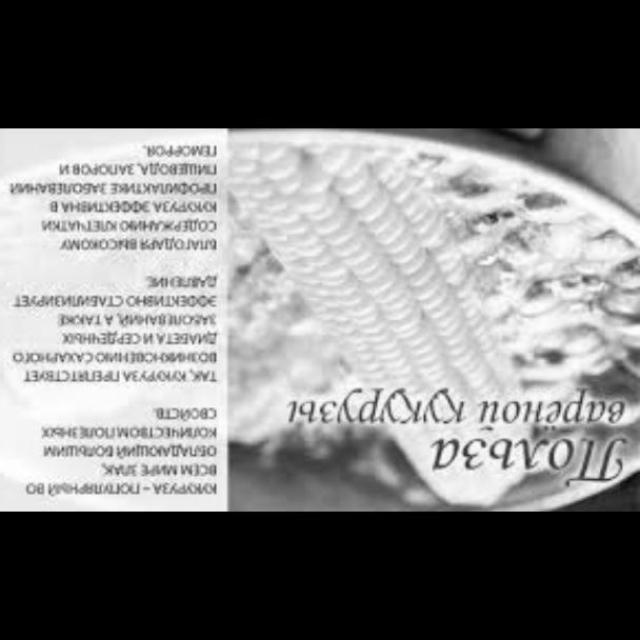 Польза
варёной кукурузы
КУКУРУЗА – ПОПУЛЯРНЫЙ ВО
ВСЕМ МИРЕ ЗЛАК,
ОБЛАДАЮЩИЙ БОЛЬШИМ
КОЛИЧЕСТВОМ ПОЛЕЗНЫХ
СВОЙСТВ.
ТАК, КУКУРУЗА ПРЕПЯТСТВУЕТ
ВОЗНИКНОВЕНИЮ САХАРНОГО
ДИАБЕТА И СЕРДЕЧНЫХ
ЗАБОЛЕВАНИЙ, А ТАКЖЕ
ЭФФЕКТИВНО СТАБИЛИЗИРУЕТ
ДАВЛЕНИЕ.
БЛАГОДАРЯ ВЫСОКОМУ
СОДЕРЖАНИЮ КЛЕТЧАТКИ
КУКУРУЗА ЭФФЕКТИВНА В
ПРОФИЛАКТИКЕ ЗАБОЛЕВАНИЙ
ПИЩЕВОДА, ЗАПОРОВ И
ГЕМОРРОЯ.